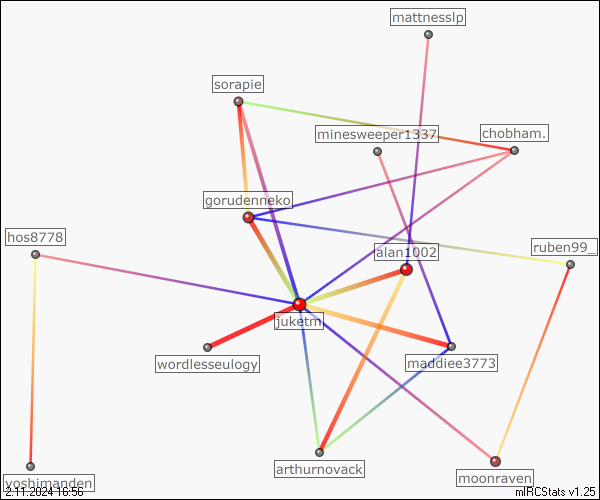 mattnesslp
sorapie
minesweeper1337
chobham.
gorudenneko
hos8778
alan1002
ruben99_
juketm
wordlesseulogy
maddiee3773
arthurnovack
moonraven
yoshimanden
2.11.2024 16:56
mIRCStats v1.25